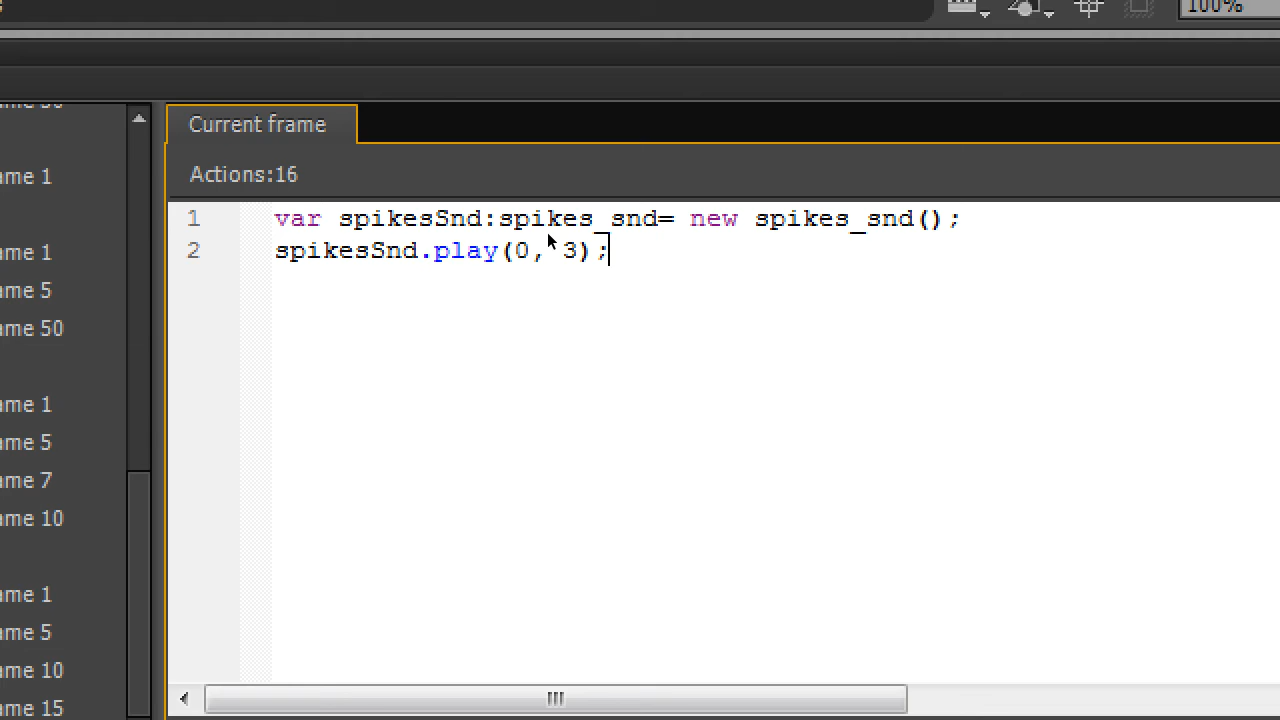 100%
Current frame
Actions:16
ame 1
ame 1
ame 5
ame 50
ame 1
ame 5
ame 7
ame 10
ame 1
ame 5
ame 10
ame 15
1 var spikesSnd:spikes_snd= new spikes_snd();
2 spikesSnd.play(0, 3);